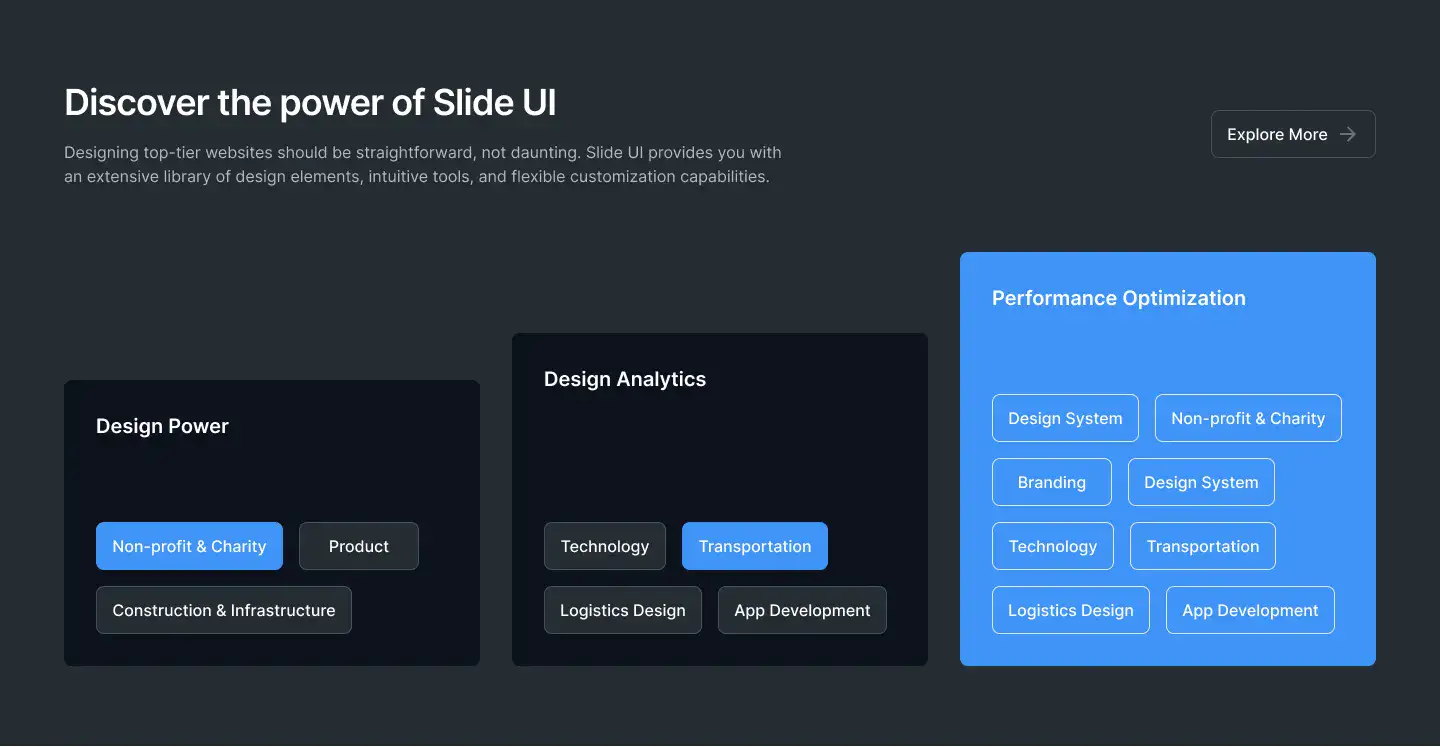 Discover the power of Slide UI
Designing top-tier websites should be straightforward, not daunting. Slide UI provides you with
an extensive library of design elements, intuitive tools, and flexible customization capabilities.
Explore More
Design Power
Non-profit & Charity
Product
Construction & Infrastructure
Design Analytics
Technology
Transportation
Logistics Design
App Development
Performance Optimization
Design System
Non-profit & Charity
Branding
Design System
Technology
Transportation
Logistics Design
App Development